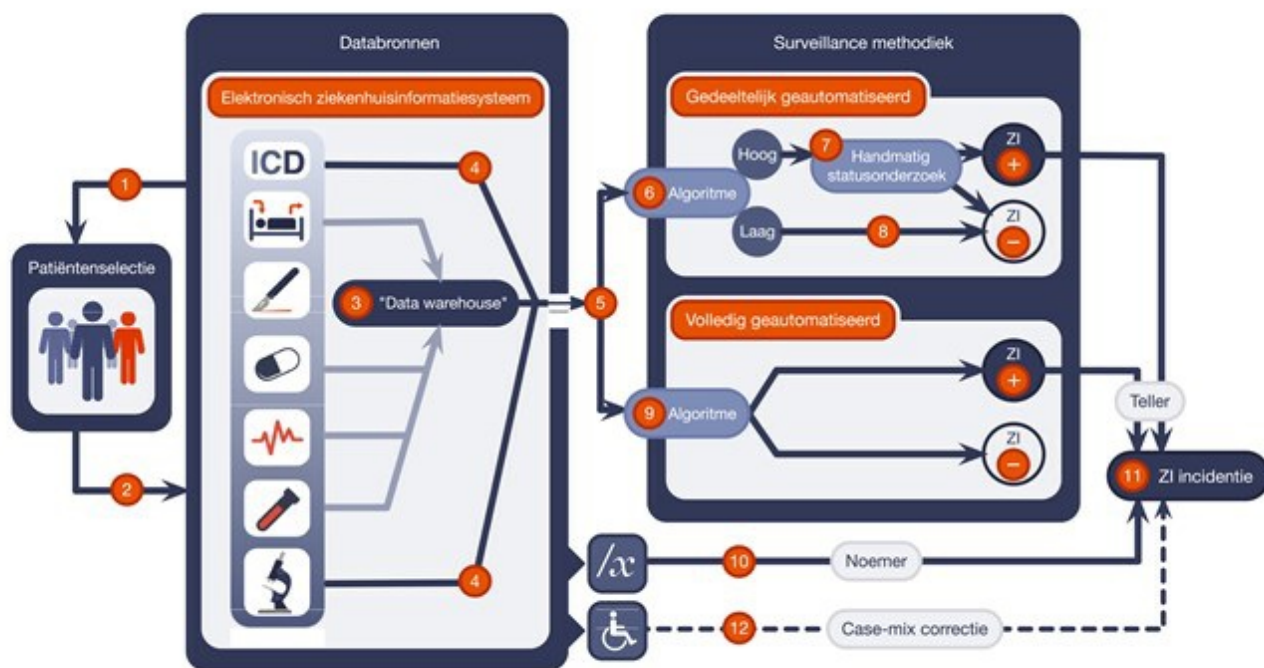 Databronnen
Surveillance methodiek
Elektronisch ziekenhuisinformatiesysteem
Gedeeltelijk geautomatiseerd
ICD
4
1
Hoog
7
Handmatig
statusonderzoek
ZI
+
6 Algoritme
Laag
8
ZI
−
Patiëntenselectie
3 "Data warehouse"
5
Volledig geautomatiseerd
ZI
+
9 Algoritme
Teller
ZI
−
2
11 ZI incidentie
4
/x
10
Noemer
12
Case-mix correctie